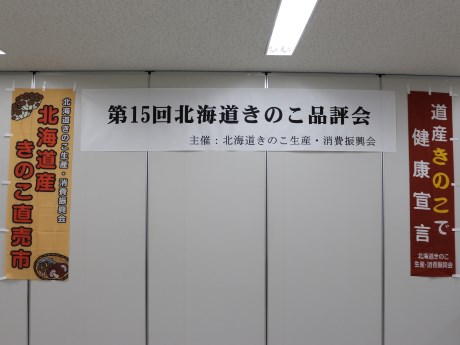 第15回北海道きのこ品評会
主催：北海道きのこ生産・消費振興会
北海道きのこ生産・消費振興会
北海道産
きのこ直売市
道産きのこで
健康宣言
北海道きのこ
生産・消費振興会